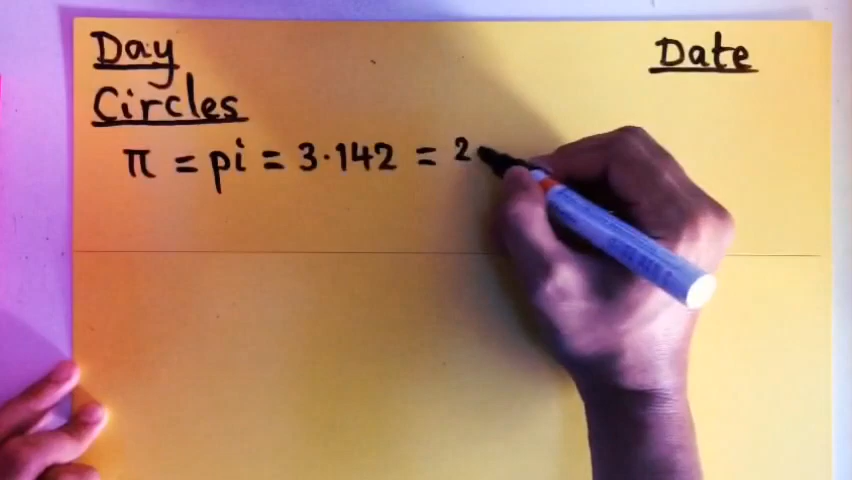 Day Date
Circles
π = pi = 3·142 = 2